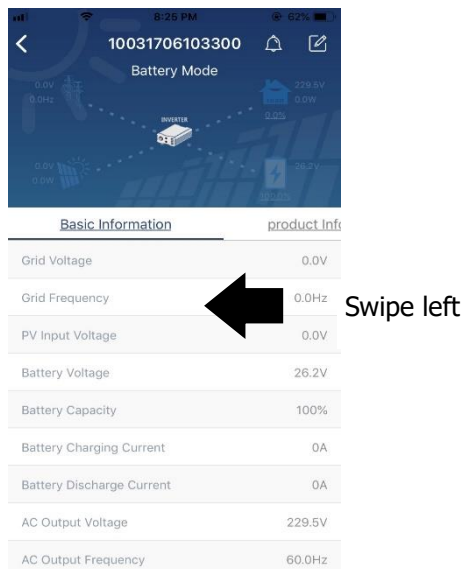 8:26 PM 62%
10031706103300
Battery Mode
0.0V 229.5V
0.0Hz 0.0W
0.0%
INVERTER
0.0V 26.2V
0.0W
100.0%
Basic Information product Info
Grid Voltage 0.0V
Grid Frequency 0.0Hz
Swipe left
PV Input Voltage 0.0V
Battery Voltage 26.2V
Battery Capacity 100%
Battery Charging Current 0A
Battery Discharge Current 0A
AC Output Voltage 229.5V
AC Output Frequency 60.0Hz